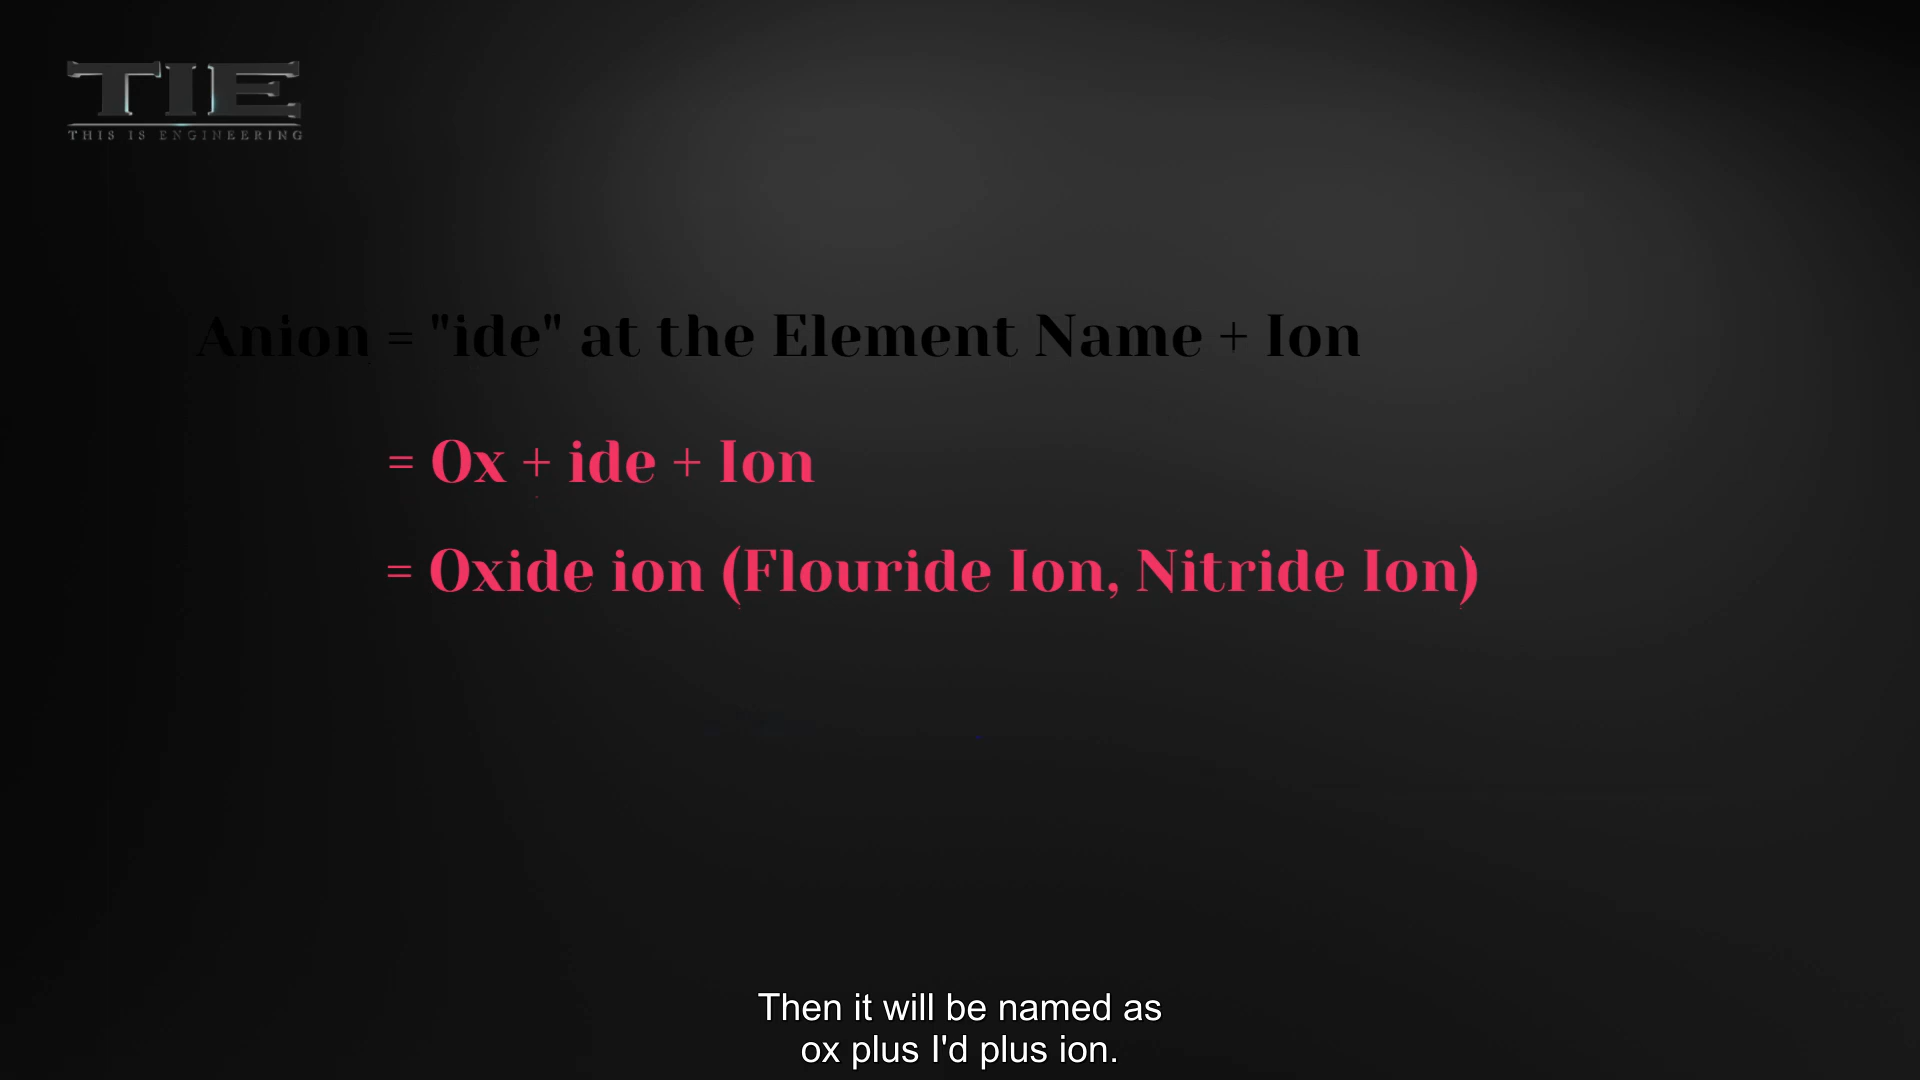 TIE
THIS IS ENGINEERING
Anion = "ide" at the Element Name + Ion
= Ox + ide + Ion
= Oxide ion (Flouride Ion, Nitride Ion)
Then it will be named as
ox plus I'd plus ion.